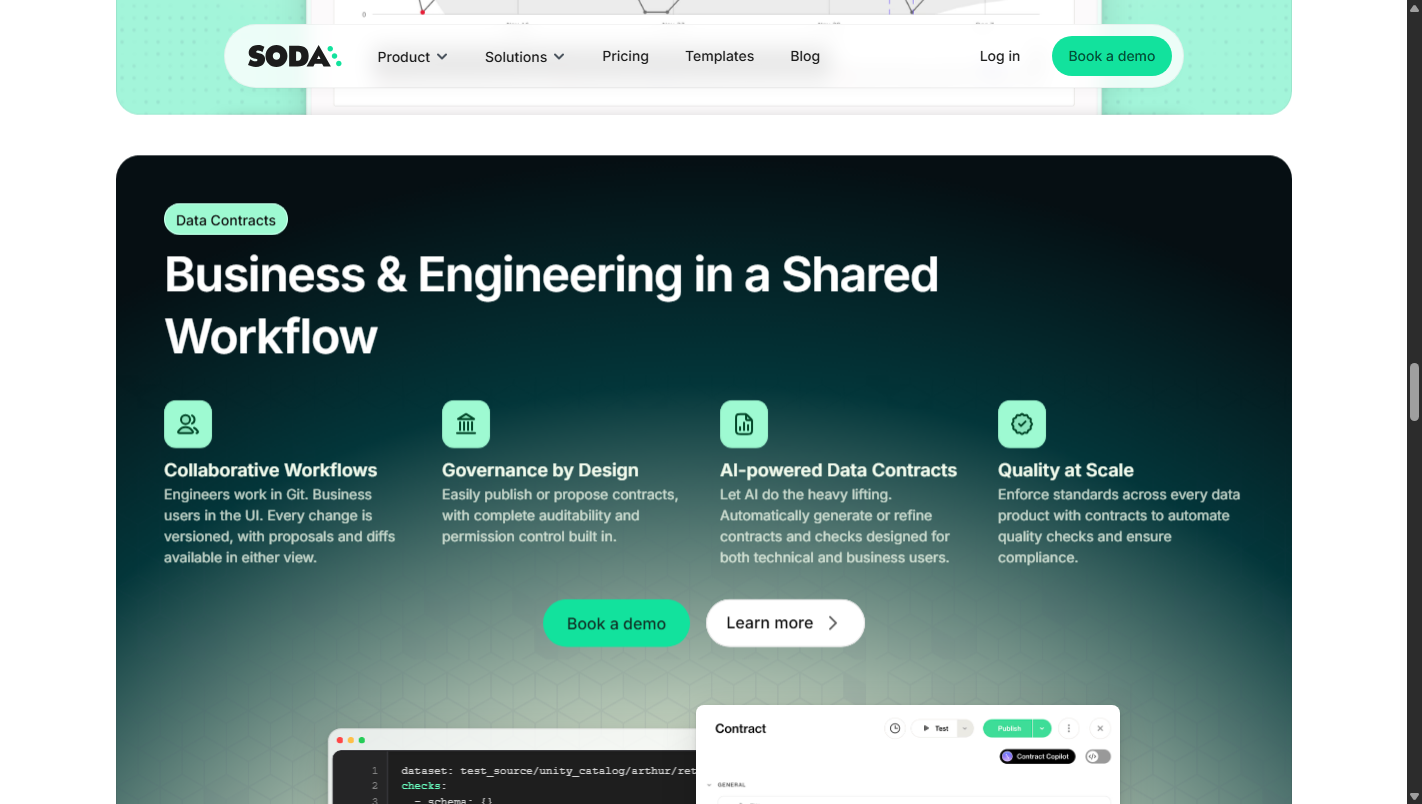 0
SODA
Product
Solutions
Pricing
Templates
Blog
Log in
Book a demo
Data Contracts
Business & Engineering in a Shared
Workflow
Collaborative Workflows
Engineers work in Git. Business
users in the UI. Every change is
versioned, with proposals and diffs
available in either view.
Governance by Design
Easily publish or propose contracts,
with complete auditability and
permission control built in.
AI-powered Data Contracts
Let AI do the heavy lifting.
Automatically generate or refine
contracts and checks designed for
both technical and business users.
Quality at Scale
Enforce standards across every data
product with contracts to automate
quality checks and ensure
compliance.
Book a demo
Learn more
1 dataset: test_source/unity_catalog/arthur/ret
2 checks:
3 - schema: {}
Contract
Test
Publish
Contract Copilot
GENERAL